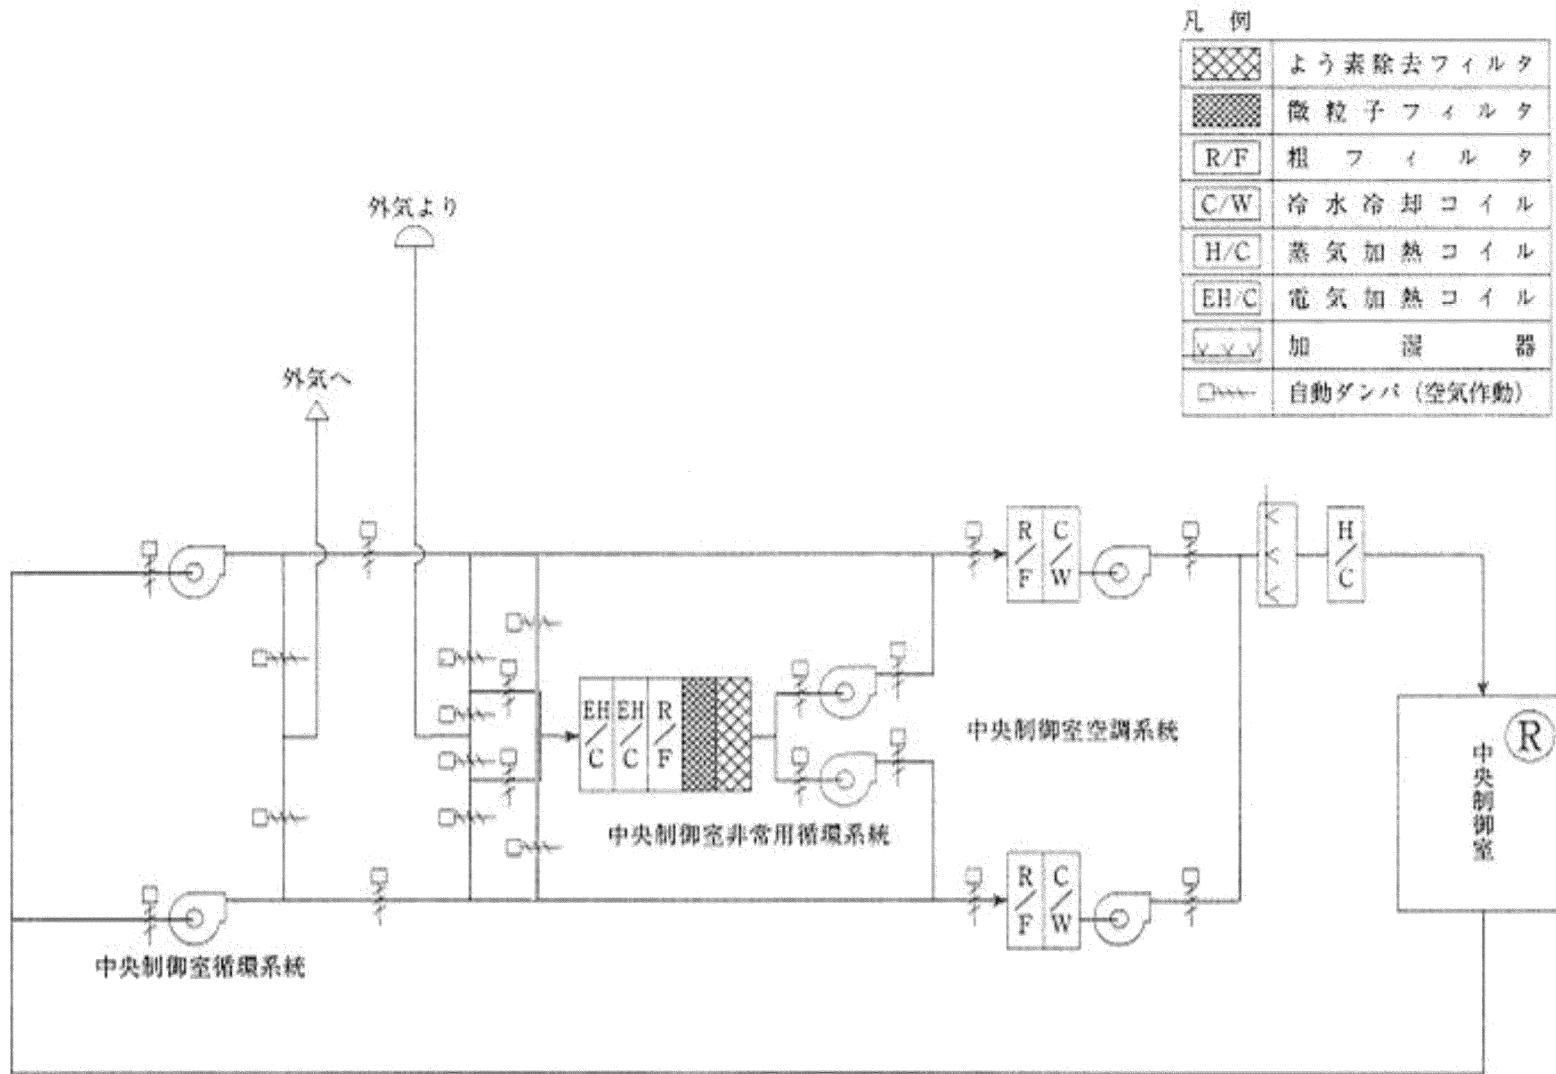 凡例
よう素除去フィルタ
微粒子フィルタ
R/F 粗フィルタ
C/W 冷水冷却コイル
H/C 蒸気加熱コイル
EH/C 電気加熱コイル
加湿器
自動ダンパ（空気作動）
外気より
外気へ
R/F C/W
H/C
EH/C EH/C R/F
中央制御室空調系統
R
中央制御室
中央制御室非常用循環系統
R/F C/W
中央制御室循環系統